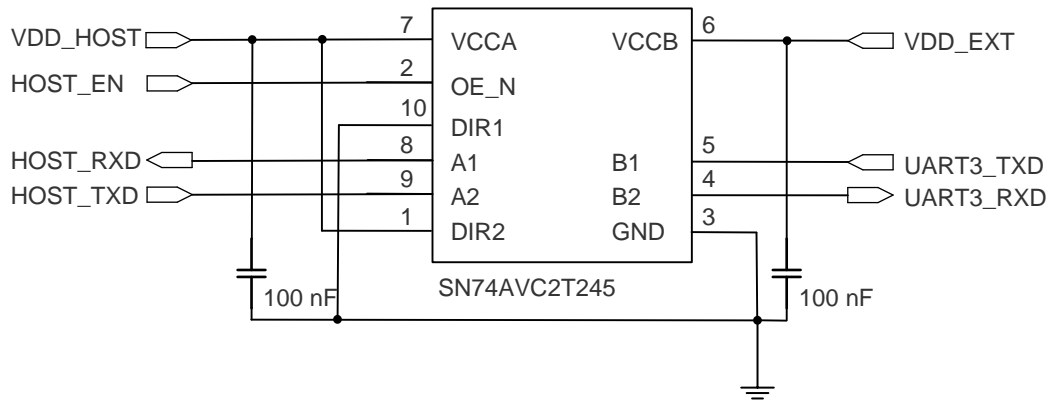 VDD_HOST 7 VCCA VCCB 6 VDD_EXT
HOST_EN 2 OE_N
10 DIR1
HOST_RXD 8 A1 B1 5 UART3_TXD
HOST_TXD 9 A2 B2 4 UART3_RXD
1 DIR2 GND 3
100 nF SN74AVC2T245 100 nF